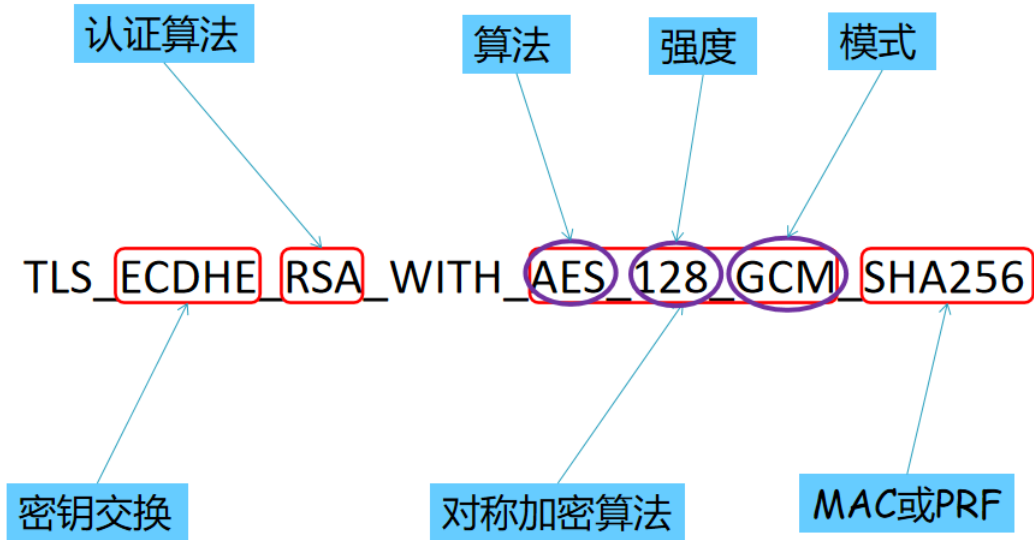 认证算法
算法
强度
模式
TLS_ECDHE_RSA_WITH_AES_128_GCM_SHA256
密钥交换
对称加密算法
MAC或PRF